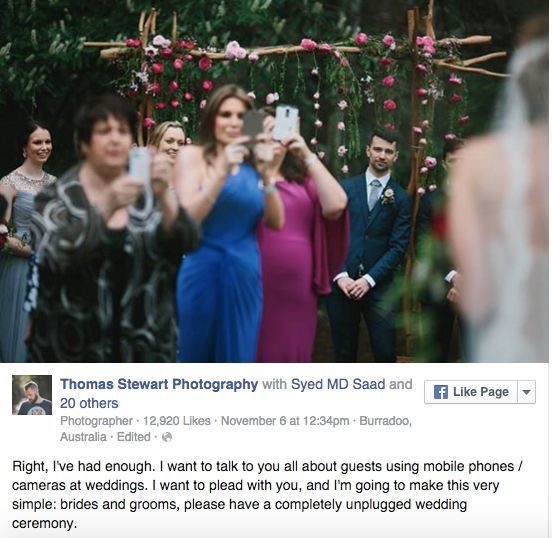 Thomas Stewart Photography with Syed MD Saad and
20 others
Photographer · 12,920 Likes · November 6 at 12:34pm · Burradoo,
Australia · Edited ·
Like Page
Right, I've had enough. I want to talk to you all about guests using mobile phones /
cameras at weddings. I want to plead with you, and I'm going to make this very
simple: brides and grooms, please have a completely unplugged wedding
ceremony.